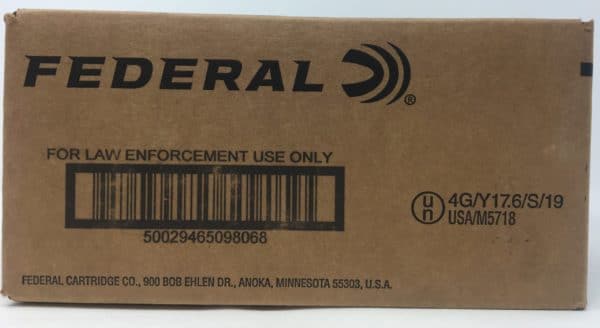 FEDERAL ®
FOR LAW ENFORCEMENT USE ONLY
50029465098068
un 4G/Y17.6/S/19
USA/M5718
FEDERAL CARTRIDGE CO., 900 BOB EHLEN DR., ANOKA, MINNESOTA 55303, U.S.A.